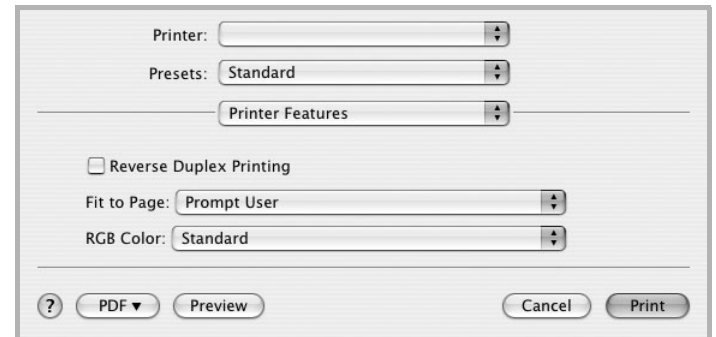 Printer:
Presets: Standard
Printer Features
Reverse Duplex Printing
Fit to Page: Prompt User
RGB Color: Standard
? PDF ▼ Preview Cancel Print